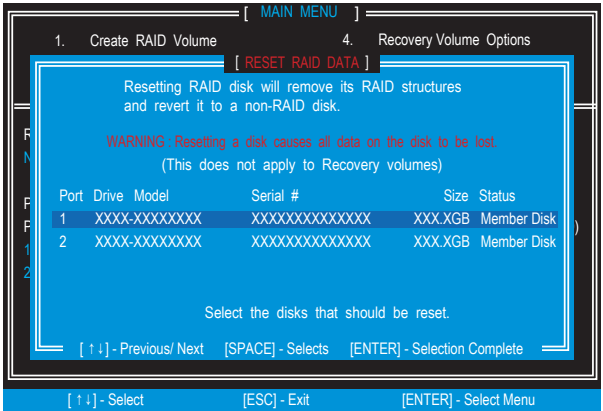 [ MAIN MENU ]
1. Create RAID Volume 4. Recovery Volume Options
[ RESET RAID DATA ]
Resetting RAID disk will remove its RAID structures
and revert it to a non-RAID disk.
WARNING : Resetting a disk causes all data on the disk to be lost.
(This does not apply to Recovery volumes)
Port Drive Model Serial # Size Status
1 XXXX-XXXXXXXX XXXXXXXXXXXXXX XXX.XGB Member Disk
2 XXXX-XXXXXXXX XXXXXXXXXXXXXX XXX.XGB Member Disk
Select the disks that should be reset.
[ ↑↓] - Previous/ Next [SPACE] - Selects [ENTER] - Selection Complete
[ ↑↓] - Select [ESC] - Exit [ENTER] - Select Menu